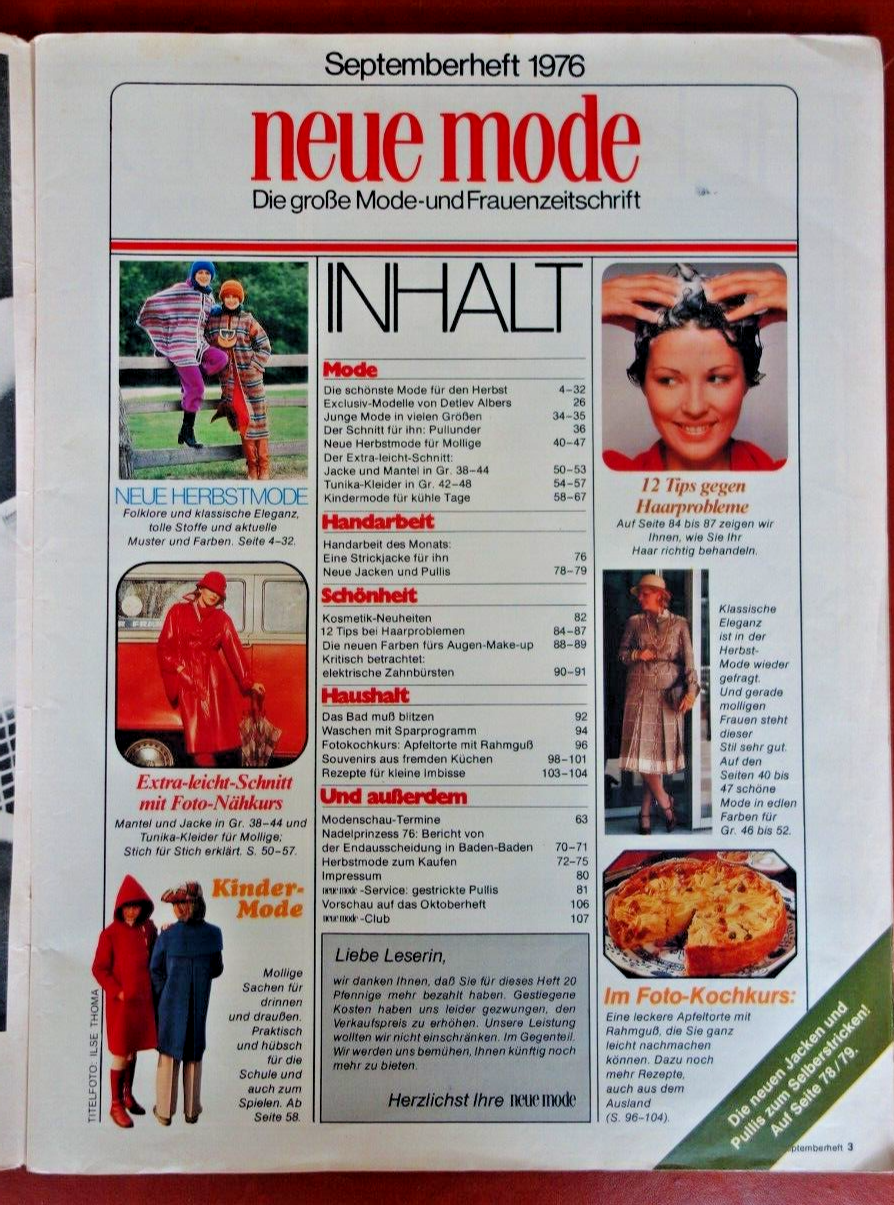 Septemberheft 1976
neue mode
Die große Mode-und Frauenzeitschrift
NEUE HERBSTMODE
Folklore und klassische Eleganz,
tolle Stoffe und aktuelle
Muster und Farben. Seite 4–32.
Extra-leicht-Schnitt
mit Foto-Nähkurs
Mantel und Jacke in Gr. 38–44 und
Tunika-Kleider für Mollige;
Stich für Stich erklärt. S. 50–57.
Kinder-
Mode
Mollige
Sachen für
drinnen
und draußen.
Praktisch
und hübsch
für die
Schule und
auch zum
Spielen. Ab
Seite 58.
TITELFOTO: ILSE THOMA
INHALT
Mode
Die schönste Mode für den Herbst 4–32
Exclusiv-Modelle von Detlev Albers 26
Junge Mode in vielen Größen 34–35
Der Schnitt für ihn: Pullunder 36
Neue Herbstmode für Mollige 40–47
Der Extra-leicht-Schnitt:
Jacke und Mantel in Gr. 38–44 50–53
Tunika-Kleider in Gr. 42–48 54–57
Kindermode für kühle Tage 58–67
Handarbeit
Handarbeit des Monats:
Eine Strickjacke für ihn 76
Neue Jacken und Pullis 78–79
Schönheit
Kosmetik-Neuheiten 82
12 Tips bei Haarproblemen 84–87
Die neuen Farben fürs Augen-Make-up 88–89
Kritisch betrachtet:
elektrische Zahnbürsten 90–91
Haushalt
Das Bad muß blitzen 92
Waschen mit Sparprogramm 94
Fotokochkurs: Apfeltorte mit Rahmguß 96
Souvenirs aus fremden Küchen 98–101
Rezepte für kleine Imbisse 103–104
Und außerdem
Modenschau-Termine 63
Nadelprinzess 76: Bericht von
der Endausscheidung in Baden-Baden 70–71
Herbstmode zum Kaufen 72–75
Impressum 80
neue mode-Service: gestrickte Pullis 81
Vorschau auf das Oktoberheft 106
neue mode-Club 107
Liebe Leserin,
wir danken Ihnen, daß Sie für dieses Heft 20
Pfennige mehr bezahlt haben. Gestiegene
Kosten haben uns leider gezwungen, den
Verkaufspreis zu erhöhen. Unsere Leistung
wollten wir nicht einschränken. Im Gegenteil.
Wir werden uns bemühen, Ihnen künftig noch
mehr zu bieten.
Herzlichst Ihre neue mode
12 Tips gegen
Haarprobleme
Auf Seite 84 bis 87 zeigen wir
Ihnen, wie Sie Ihr
Haar richtig behandeln.
Klassische
Eleganz
ist in der
Herbst-
Mode wieder
gefragt.
Und gerade
molligen
Frauen steht
dieser
Stil sehr gut.
Auf den
Seiten 40 bis
47 schöne
Mode in edlen
Farben für
Gr. 46 bis 52.
Im Foto-Kochkurs:
Eine leckere Apfeltorte mit
Rahmguß, die Sie ganz
leicht nachmachen
können. Dazu noch
mehr Rezepte,
auch aus dem
Ausland
(S. 96–104).
Die neuen Jacken und
Pullis zum Selberstricken!
Auf Seite 78/79.
ptemberheft 3